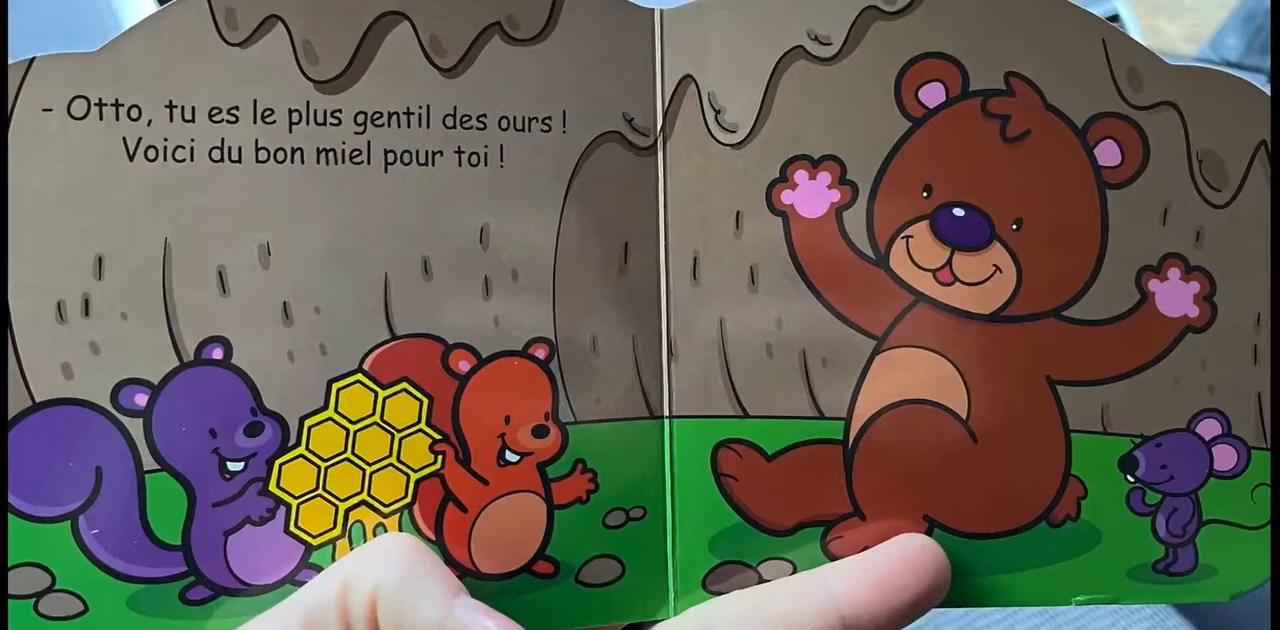 - Otto, tu es le plus gentil des ours !
Voici du bon miel pour toi !